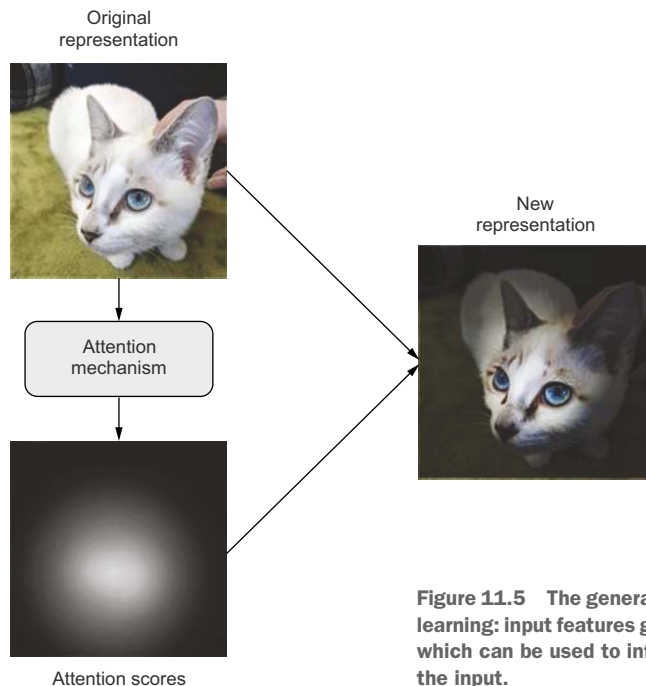 Original
representation
Attention
mechanism
Attention scores
New
representation
Figure 11.5 The genera
learning: input features g
which can be used to inf
the input.